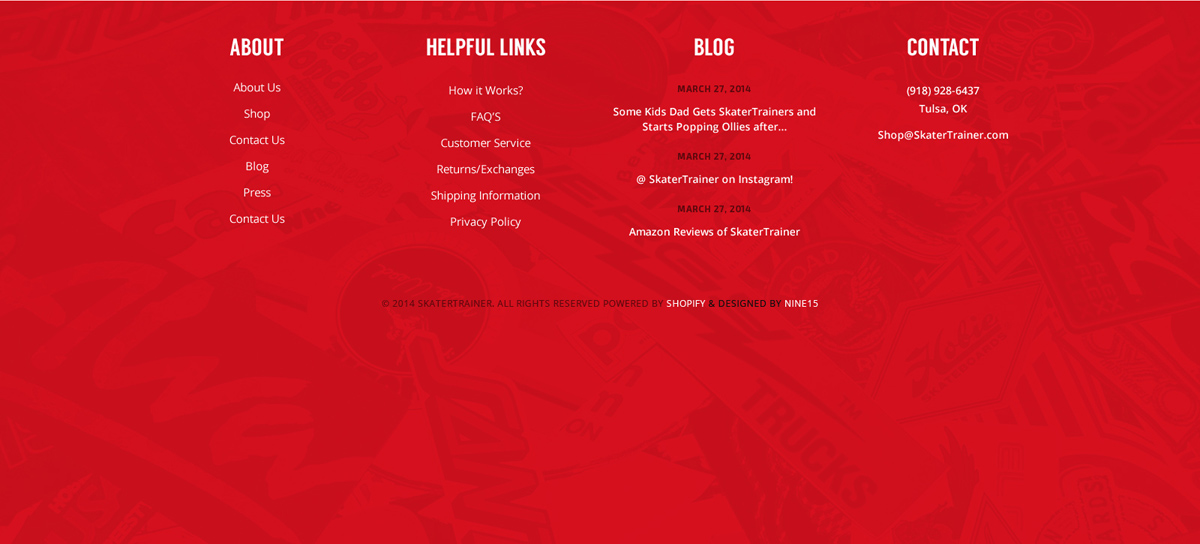 ABOUT
About Us
Shop
Contact Us
Blog
Press
Contact Us
HELPFUL LINKS
How it Works?
FAQ'S
Customer Service
Returns/Exchanges
Shipping Information
Privacy Policy
BLOG
MARCH 27, 2014
Some Kids Dad Gets SkaterTrainers and
Starts Popping Ollies after...
MARCH 27, 2014
@ SkaterTrainer on Instagram!
MARCH 27, 2014
Amazon Reviews of SkaterTrainer
CONTACT
(918) 928-6437
Tulsa, OK
Shop@SkaterTrainer.com
© 2014 SKATERTRAINER. ALL RIGHTS RESERVED POWERED BY SHOPIFY & DESIGNED BY NINE15
TRUCKS